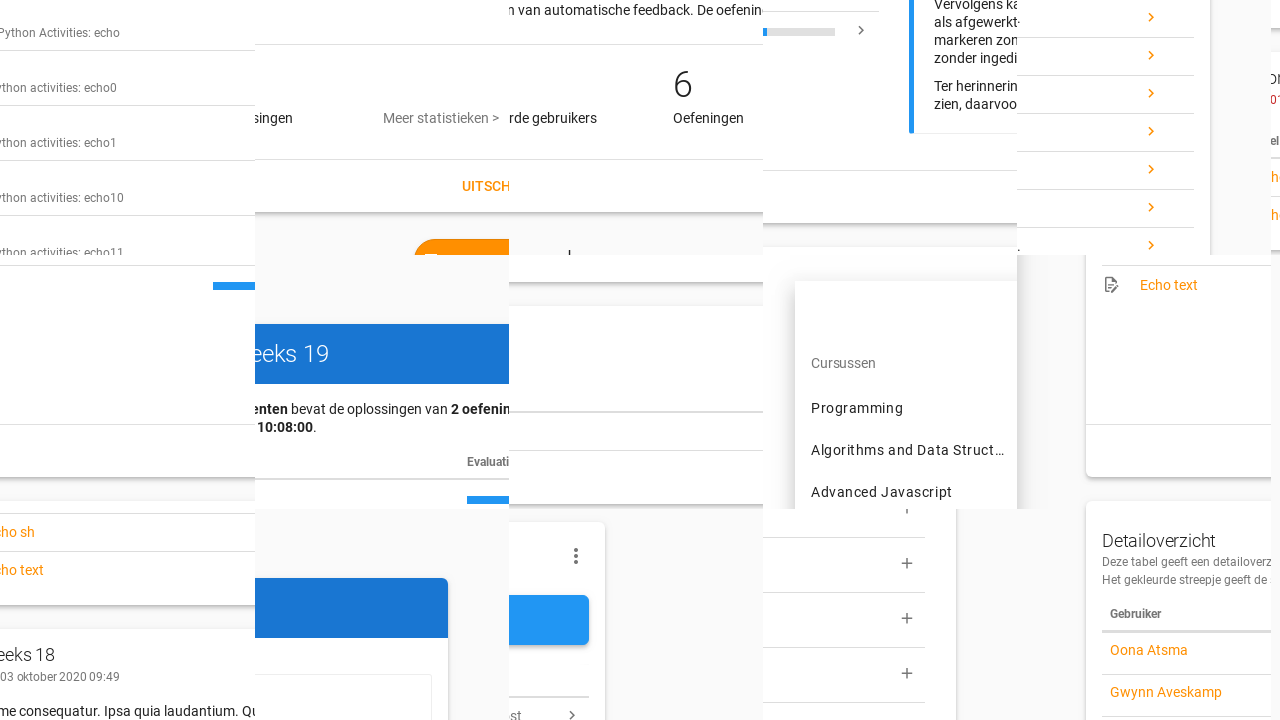 Python Activities: echo
ython activities: echo0
ython activities: echo1
ython activities: echo10
ython activities: echo11
singen
Meer statistieken >
UITSCH
n van automatische feedback. De oefenin
6
rde gebruikers
Oefeningen
Vervolgens ka
als afgewerkt
markeren zon
zonder ingedi
Ter herinnerin
zien, daarvoo
eeks 19
enten bevat de oplossingen van 2 oefenin
10:08:00.
Evaluati
Cursussen
Programming
Algorithms and Data Struct…
Advanced Javascript
Echo text
cho sh
cho text
eeks 18
03 oktober 2020 09:49
me consequatur. Ipsa quia laudantium. Qu
est
Detailoverzicht
Deze tabel geeft een detailoverz
Het gekleurde streepje geeft de
Gebruiker
Oona Atsma
Gwynn Aveskamp